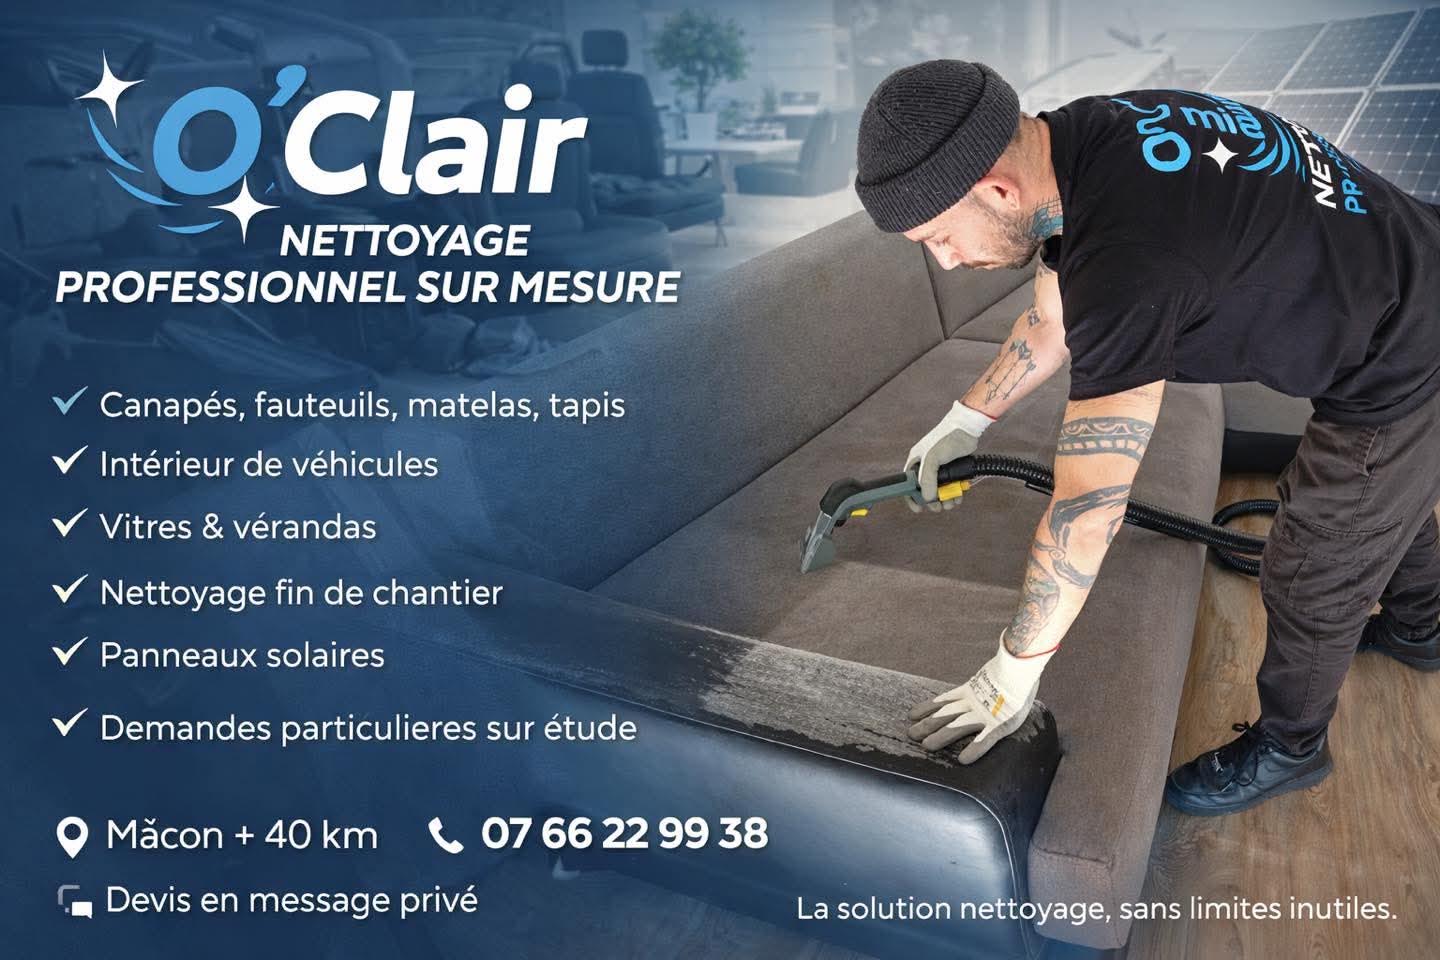 O'Clair
NETTOYAGE
PROFESSIONNEL SUR MESURE
Canapés, fauteuils, matelas, tapis
Intérieur de véhicules
Vitres & vérandas
Nettoyage fin de chantier
Panneaux solaires
Demandes particulieres sur étude
Mǎcon + 40 km
07 66 22 99 38
Devis en message privé
La solution nettoyage, sans limites inutiles.